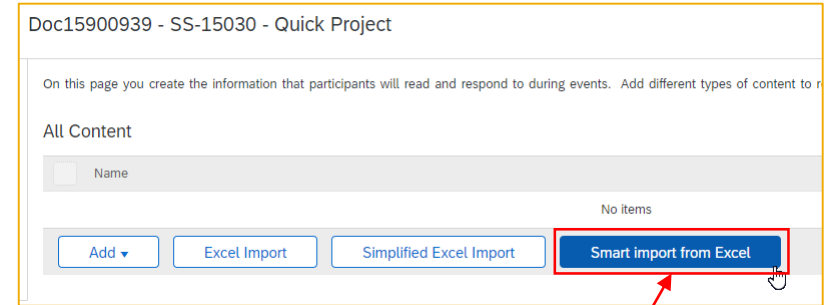 Doc15900939 - SS-15030 - Quick Project
On this page you create the information that participants will read and respond to during events. Add different types of content to
All Content
Name
No items
Add Excel Import Simplified Excel Import Smart import from Excel